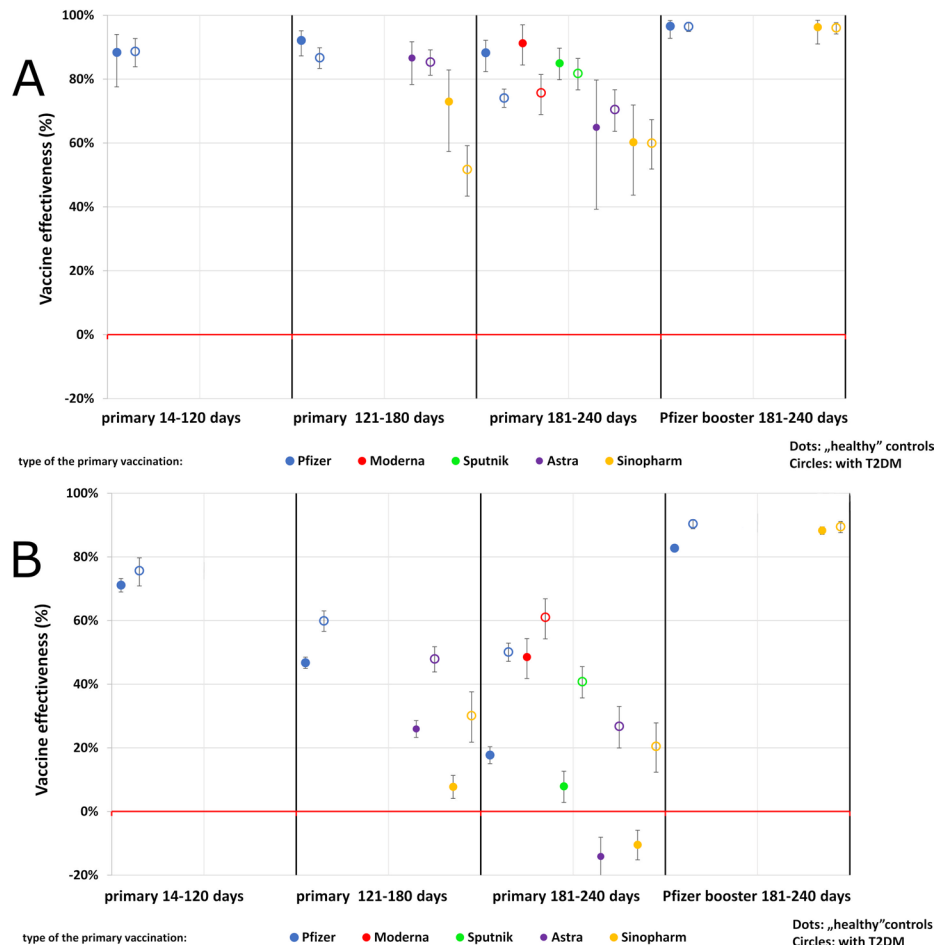 A
Vaccine effectiveness (%)
100%
80%
60%
40%
20%
0%
-20%
primary 14-120 days
primary 121-180 days
primary 181-240 days
Pfizer booster 181-240 days
type of the primary vaccination:
Pfizer
Moderna
Sputnik
Astra
Sinopharm
Dots: „healthy” controls
Circles: with T2DM
B
Vaccine effectiveness (%)
100%
80%
60%
40%
20%
0%
-20%
primary 14-120 days
primary 121-180 days
primary 181-240 days
Pfizer booster 181-240 days
type of the primary vaccination:
Pfizer
Moderna
Sputnik
Astra
Sinopharm
Dots: „healthy”controls
Circles: with T2DM